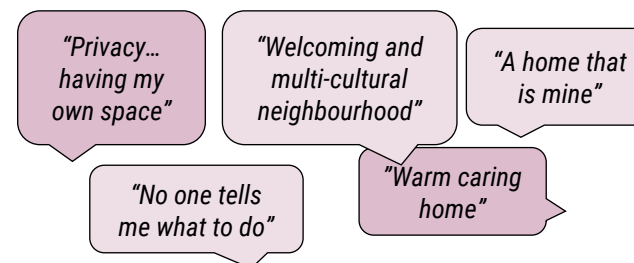 “Privacy…
having my
own space”
“Welcoming and
multi-cultural
neighbourhood”
“A home that
is mine”
“No one tells
me what to do”
”Warm caring
home”